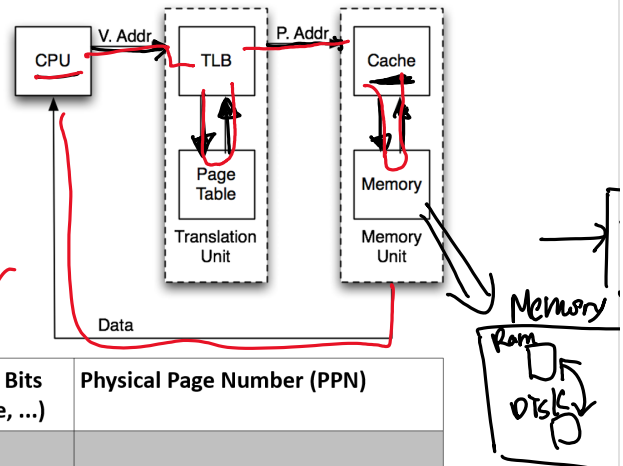 V. Addr
P. Addr
CPU
TLB
Cache
Page
Table
Memory
Translation
Unit
Memory
Unit
Data
Memory
Ram
DISK
Bits
Physical Page Number (PPN)
e, ...)